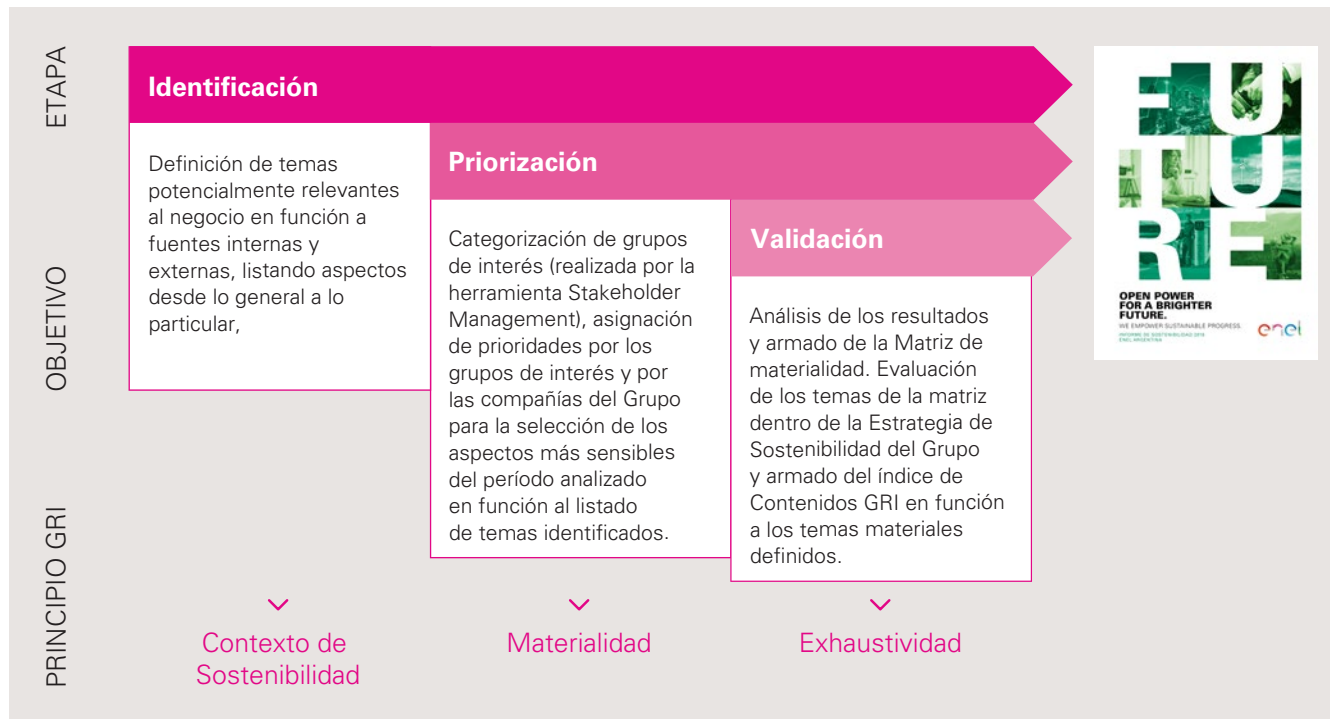 ETAPA
Identificación
Definición de temas
potencialmente relevantes
al negocio en función a
fuentes internas y
externas, listando aspectos
desde lo general a lo
particular,
Priorización
Categorización de grupos
de interés (realizada por la
herramienta Stakeholder
Management), asignación
de prioridades por los
grupos de interés y por
las compañías del Grupo
para la selección de los
aspectos más sensibles
del período analizado
en función al listado
de temas identificados.
Validación
Análisis de los resultados
y armado de la Matriz de
materialidad. Evaluación
de los temas de la matriz
dentro de la Estrategia de
Sostenibilidad del Grupo
y armado del índice de
Contenidos GRI en función
a los temas materiales
definidos.
OBJETIVO
PRINCIPIO GRI
Contexto de
Sostenibilidad
Materialidad
Exhaustividad
FU
TU
RE
OPEN POWER
FOR A BRIGHTER
FUTURE.
WE EMPOWER SUSTAINABLE PROGRESS.
INFORME DE SOSTENIBILIDAD 2019
ENEL ARGENTINA
enel